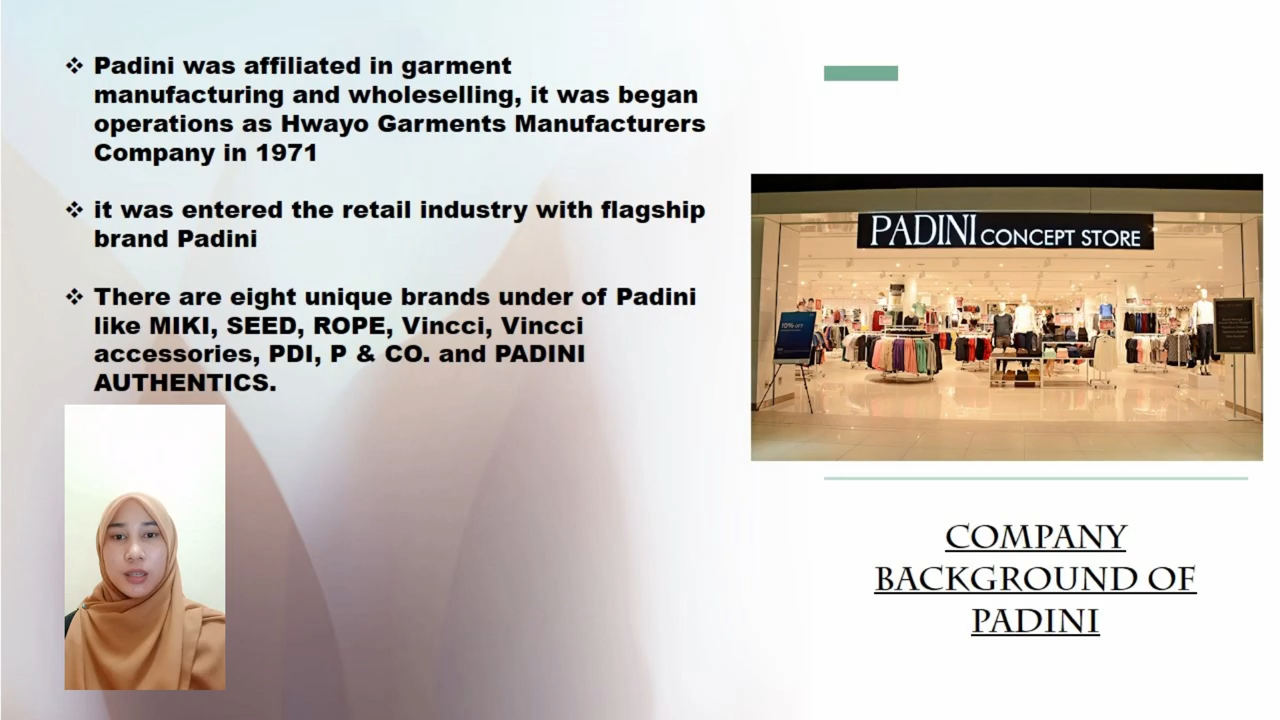 ❖ Padini was affiliated in garment
manufacturing and wholeselling, it was began
operations as Hwayo Garments Manufacturers
Company in 1971
❖ it was entered the retail industry with flagship
brand Padini
❖ There are eight unique brands under of Padini
like MIKI, SEED, ROPE, Vincci, Vincci
accessories, PDI, P & CO. and PADINI
AUTHENTICS.
PADINI CONCEPT STORE
COMPANY
BACKGROUND OF
PADINI